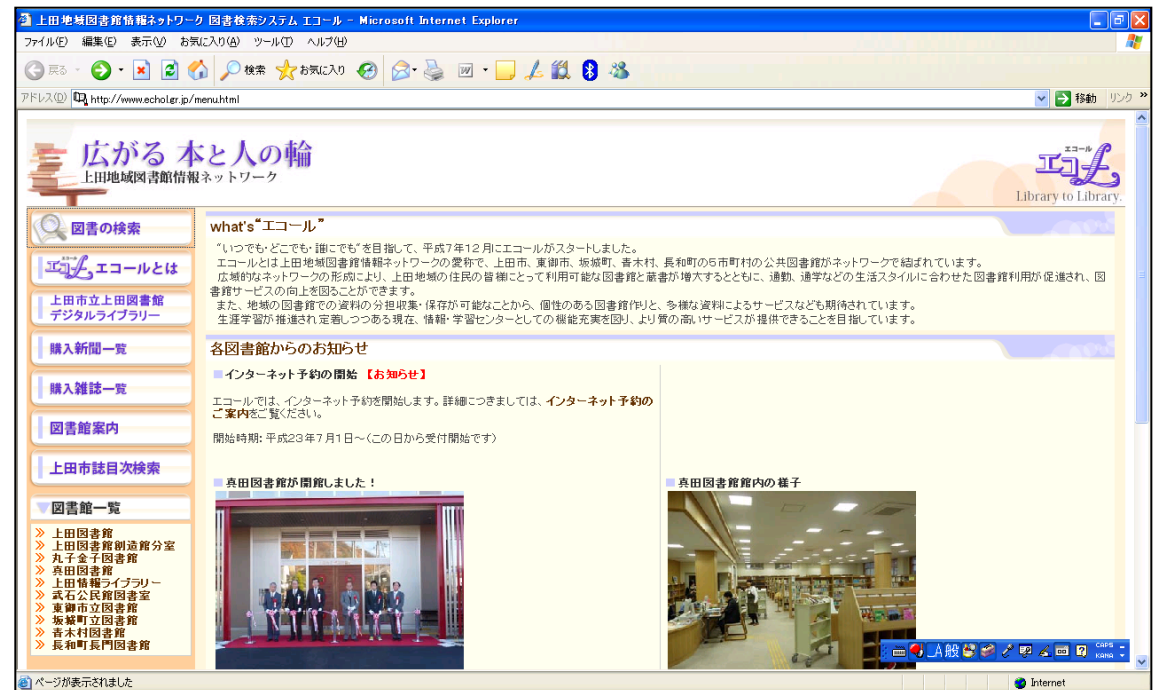 上田地域図書館情報ネットワーク 図書検索システム エコール - Microsoft Internet Explorer
ファイル(F) 編集(E) 表示(V) お気に入り(A) ツール(T) ヘルプ(H)
戻る 検索 お気に入り
アドレス(D) http://www.echol.gr.jp/menu.html 移動 リンク
広がる 本と人の輪
上田地域図書館情報ネットワーク
エコール
Library to Library.
図書の検索
エコールとは
上田市立上田図書館
デジタルライブラリー
購入新聞一覧
購入雑誌一覧
図書館案内
上田市誌目次検索
図書館一覧
上田図書館
上田図書館創造館分室
丸子金子図書館
真田図書館
上田情報ライブラリー
武石公民館図書室
東御市立図書館
坂城町立図書館
青木村図書館
長和町長門図書館
what's“エコール”
“いつでも・どこでも・誰にでも”を目指して、平成7年12月にエコールがスタートしました。
エコールとは上田地域図書館情報ネットワークの愛称で、上田市、東御市、坂城町、青木村、長和町の5市町村の公共図書館がネットワークで結ばれています。
広域的なネットワークの形成により、上田地域の住民の皆様にとって利用可能な図書館と蔵書が増大するとともに、通勤、通学などの生活スタイルに合わせた図書館利用が促進され、図
書館サービスの向上を図ることができます。
また、地域の図書館での資料の分担収集・保存が可能なことから、個性のある図書館作りと、多様な資料によるサービスなども期待されています。
生涯学習が推進され定着しつつある現在、情報・学習センターとしての機能充実を図り、より質の高いサービスが提供できることを目指しています。
各図書館からのお知らせ
インターネット予約の開始 【お知らせ】
エコールでは、インターネット予約を開始します。詳細につきましては、インターネット予約の
ご案内をご覧ください。
開始時期：平成23年7月1日～（この日から受付開始です）
真田図書館が開館しました！
真田図書館館内の様子
A般
CAPS
KANA
ページが表示されました
Internet